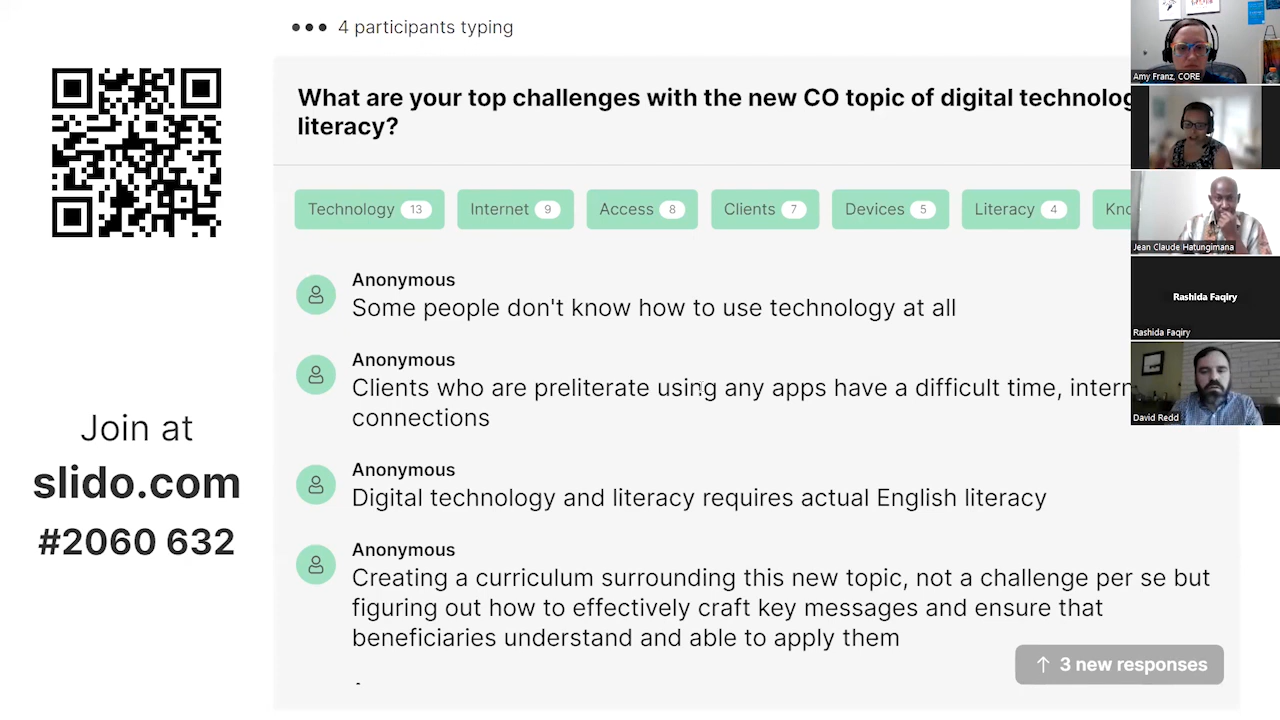 4 participants typing
What are your top challenges with the new CO topic of digital technolog
literacy?
Technology 13 Internet 9 Access 8 Clients 7 Devices 5 Literacy 4 Kno
Anonymous
Some people don't know how to use technology at all
Anonymous
Clients who are preliterate using any apps have a difficult time, intern
connections
Anonymous
Digital technology and literacy requires actual English literacy
Anonymous
Creating a curriculum surrounding this new topic, not a challenge per se but
figuring out how to effectively craft key messages and ensure that
beneficiaries understand and able to apply them
3 new responses
Join at
slido.com
#2060 632
Amy Franz, CORE
Jean Claude Hatungimana
Rashida Faqiry
Rashida Faqiry
David Redd